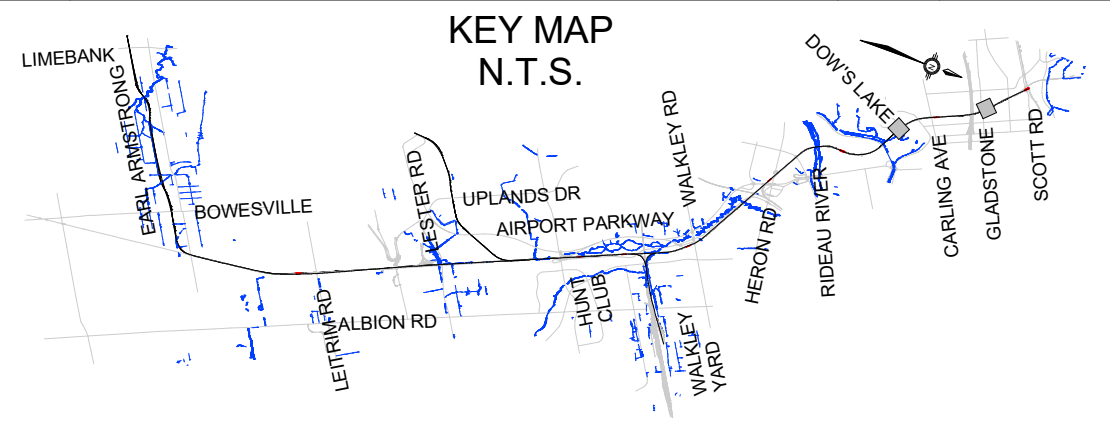 KEY MAP
N.T.S.
LIMEBANK
EARL ARMSTRONG
BOWESVILLE
LEITRIM RD
ALBION RD
LESTER RD
UPLANDS DR
AIRPORT PARKWAY
HUNT
CLUB
WALKLEY RD
WALKLEY
YARD
HERON RD
RIDEAU RIVER
DOW'S LAKE
N
CARLING AVE
GLADSTONE
SCOTT RD